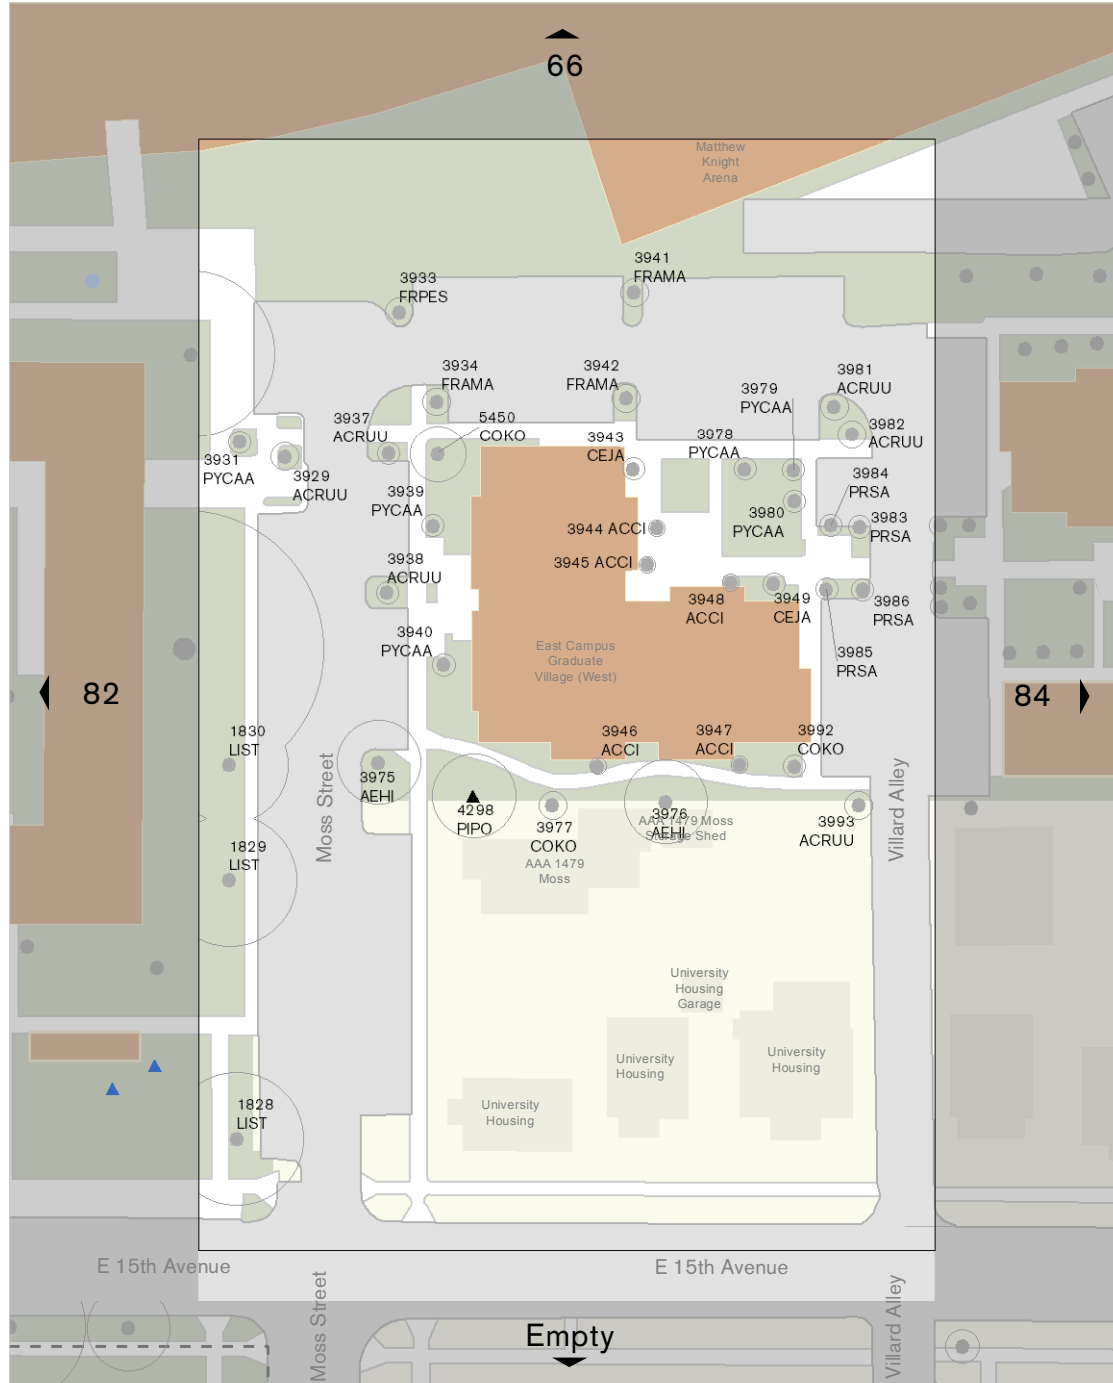 66
Matthew
Knight
Arena
3941
FRAMA
3933
FRPES
3934
FRAMA
3942
FRAMA
3981
ACRUU
3979
PYCAA
3937
ACRUU
5450
COKO
3982
ACRUU
3943
CEJA
3978
PYCAA
3931
PYCAA
3929
ACRUU
3984
PRSA
3939
PYCAA
3980
PYCAA
3983
PRSA
3944 ACCI
3945 ACCI
3938
ACRUU
3948
ACCI
3949
CEJA
3986
PRSA
3940
PYCAA
East Campus
Graduate
Village (West)
3985
PRSA
82
84
1830
LIST
3946
ACCI
3947
ACCI
3992
COKO
3975
AEHI
Moss Street
Villard Alley
4298
PIPO
3977
COKO
3976
AEHI
AAA 1479 Moss
Storage Shed
3993
ACRUU
AAA 1479
Moss
1829
LIST
University
Housing
Garage
University
Housing
University
Housing
University
Housing
1828
LIST
E 15th Avenue
E 15th Avenue
Moss Street
Villard Alley
Empty